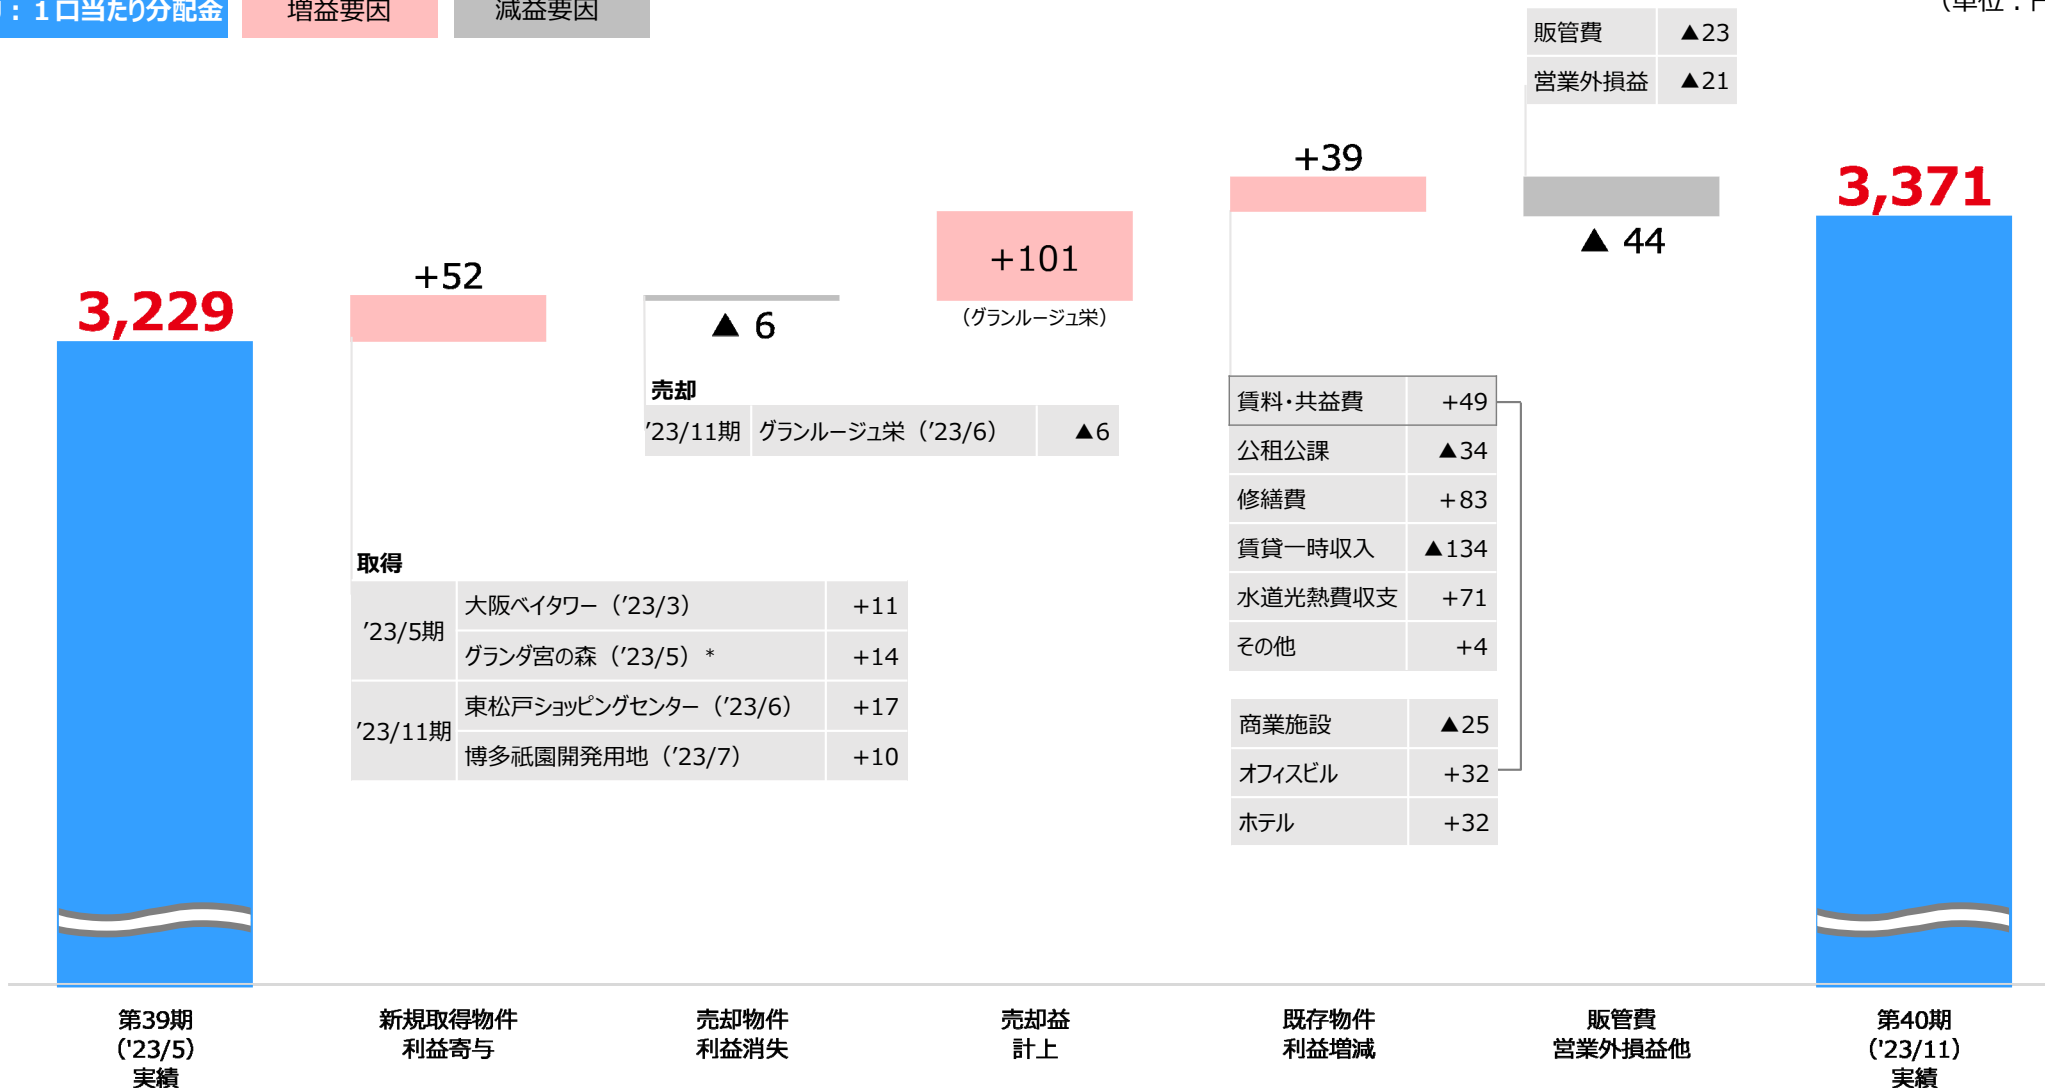 ：１口当たり分配金
増益要因
減益要因
（単位：円
販管費 ▲23
営業外損益 ▲21
3,229
+52
▲ 6
+101
（グランルージュ栄）
+39
▲ 44
3,371
売却
’23/11期 グランルージュ栄（’23/6） ▲6
取得
’23/5期
大阪ベイタワー（’23/3） +11
グランダ宮の森（’23/5）* +14
’23/11期
東松戸ショッピングセンター（’23/6） +17
博多祇園開発用地（’23/7） +10
賃料・共益費 +49
公租公課 ▲34
修繕費 +83
賃貸一時収入 ▲134
水道光熱費収支 +71
その他 +4
商業施設 ▲25
オフィスビル +32
ホテル +32
第39期
（'23/5）
実績
新規取得物件
利益寄与
売却物件
利益消失
売却益
計上
既存物件
利益増減
販管費
営業外損益他
第40期
（'23/11）
実績